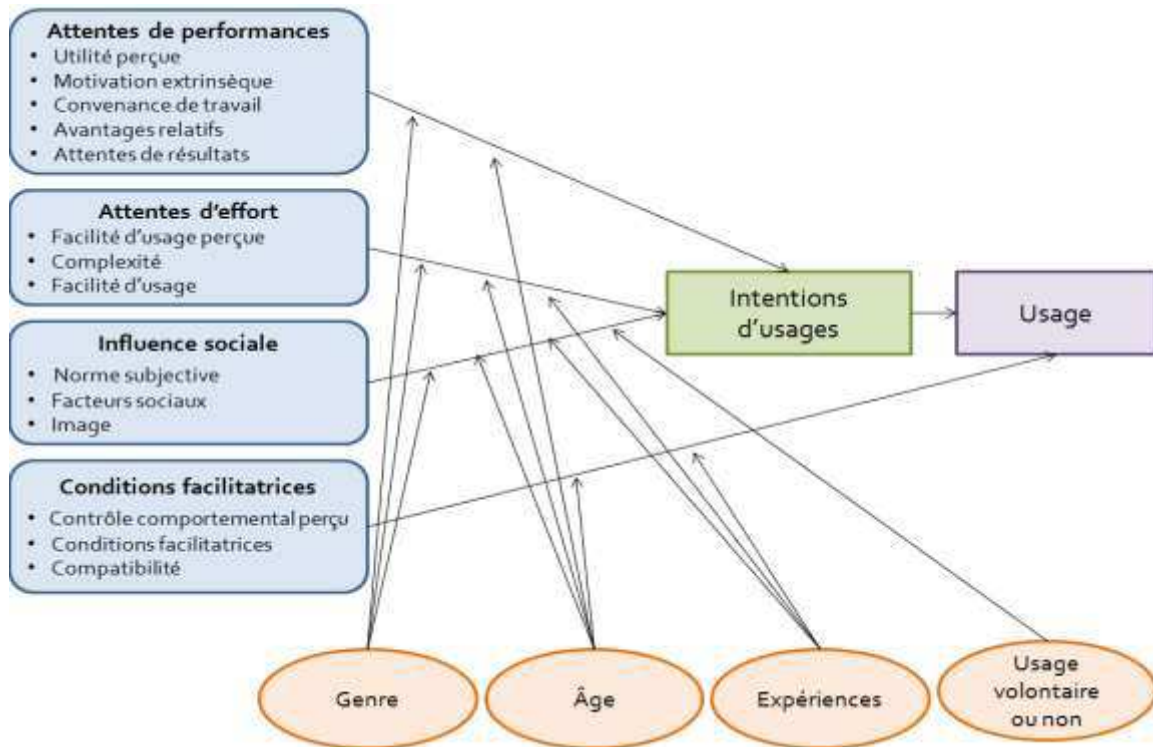 Attentes de performances
• Utilité perçue
• Motivation extrinsèque
• Convenance de travail
• Avantages relatifs
• Attentes de résultats
Attentes d'effort
• Facilité d'usage perçue
• Complexité
• Facilité d'usage
Influence sociale
• Norme subjective
• Facteurs sociaux
• Image
Conditions facilitatrices
• Contrôle comportemental perçu
• Conditions facilitatrices
• Compatibilité
Intentions
d'usages
Usage
Genre
Âge
Expériences
Usage
volontaire
ou non